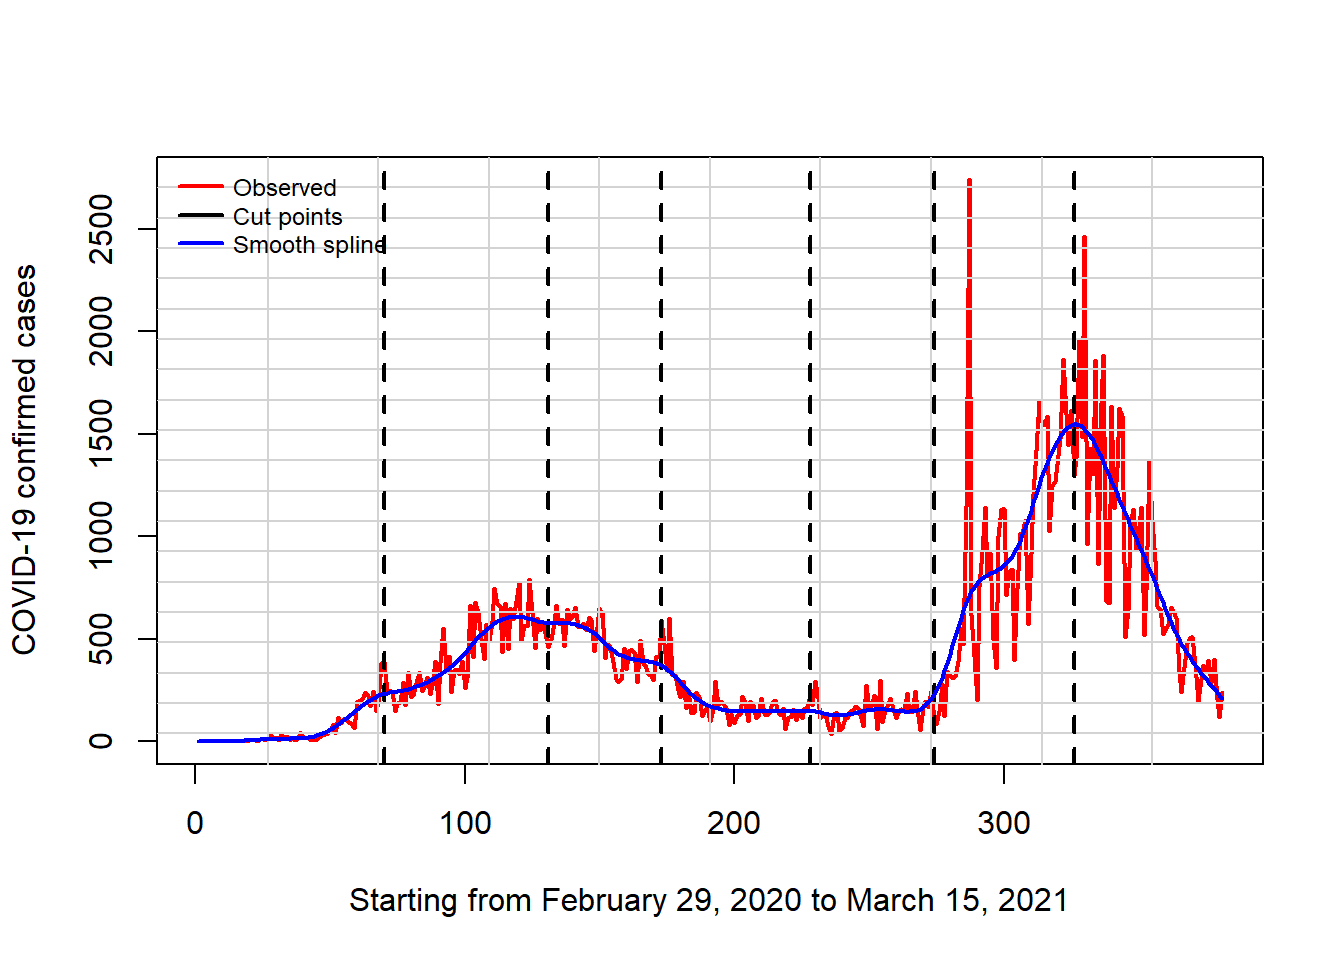 Observed
Cut points
Smooth spline
COVID-19 confirmed cases
2500
2000
1500
1000
500
0
0 100 200 300
Starting from February 29, 2020 to March 15, 2021